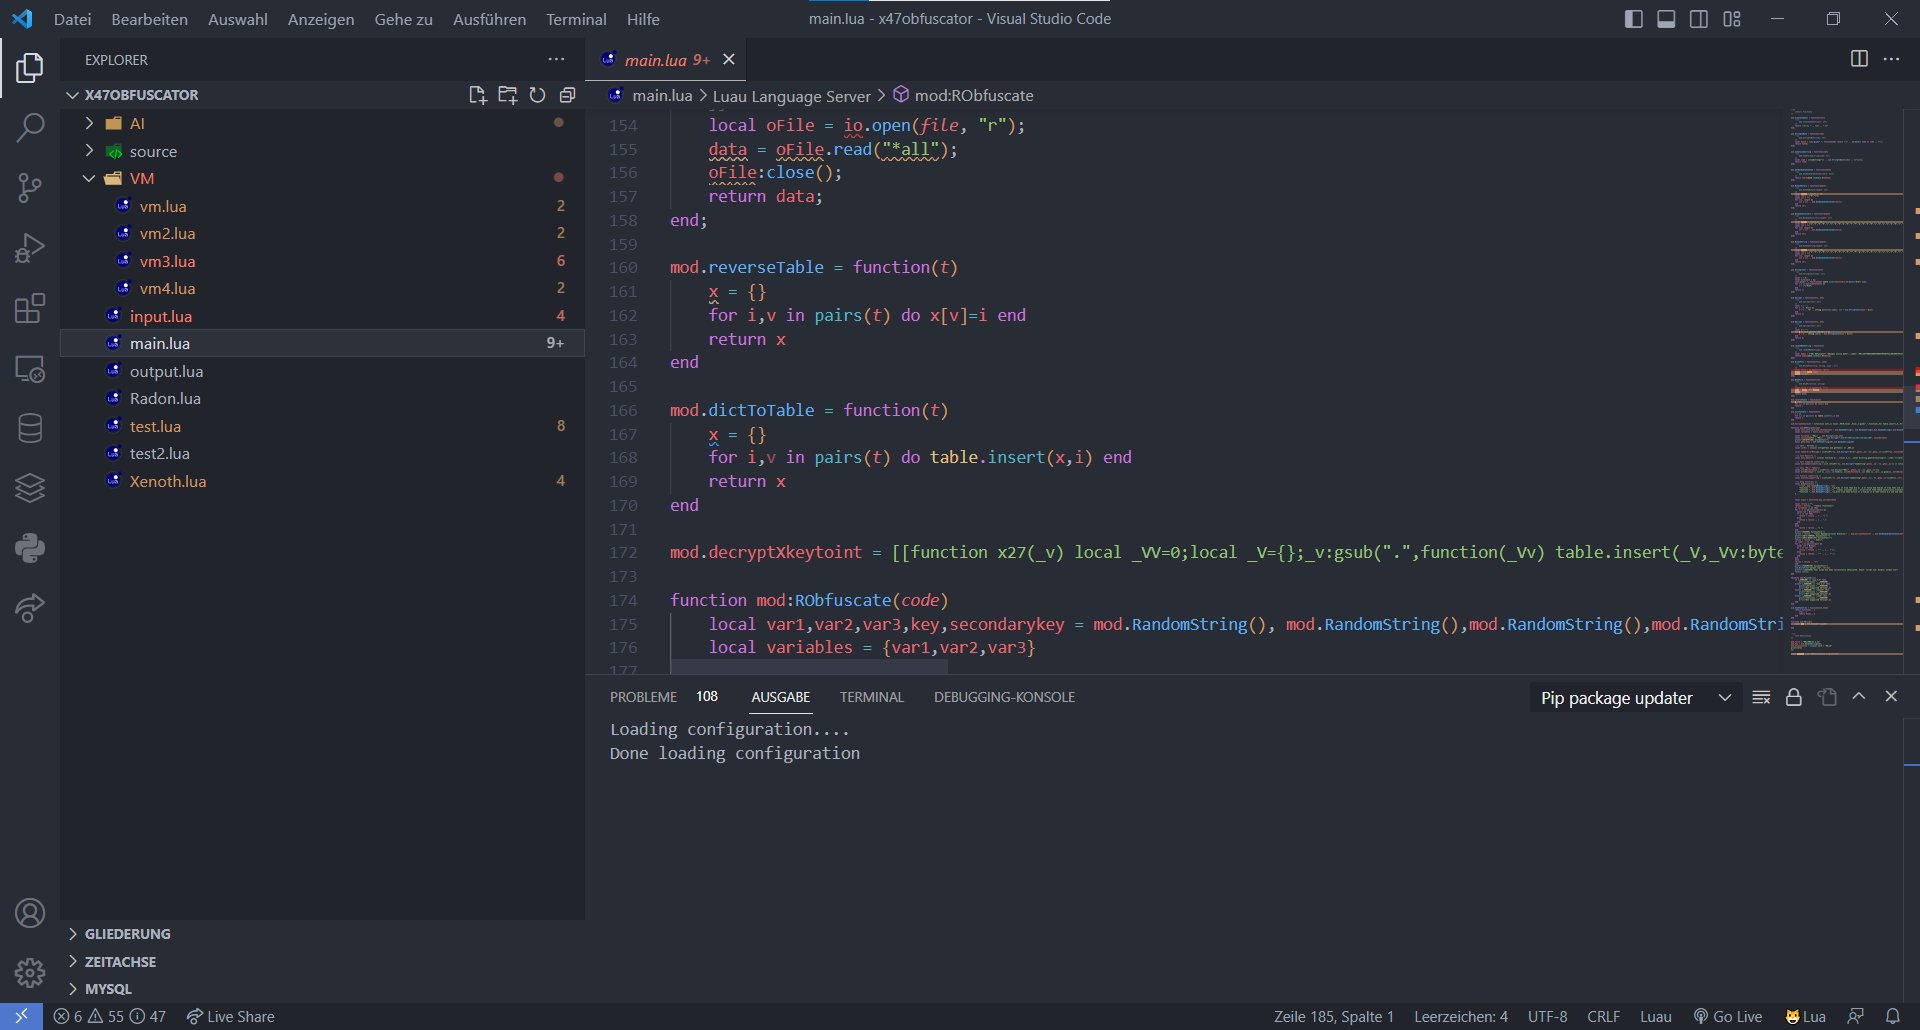 Datei Bearbeiten Auswahl Anzeigen Gehe zu Ausführen Terminal Hilfe
main.lua - x47obfuscator - Visual Studio Code
EXPLORER
X47OBFUSCATOR
AI
source
VM
vm.lua 2
vm2.lua 2
vm3.lua 6
vm4.lua 2
input.lua 4
main.lua 9+
output.lua
Radon.lua
test.lua 8
test2.lua
Xenoth.lua 4
GLIEDERUNG
ZEITACHSE
MYSQL
main.lua 9+
main.lua > Luau Language Server > mod:RObfuscate
154 local oFile = io.open(file, "r");
155 data = oFile.read("*all");
156 oFile:close();
157 return data;
158 end;
159
160 mod.reverseTable = function(t)
161 x = {}
162 for i,v in pairs(t) do x[v]=i end
163 return x
164 end
165
166 mod.dictToTable = function(t)
167 x = {}
168 for i,v in pairs(t) do table.insert(x,i) end
169 return x
170 end
171
172 mod.decryptXkeytoint = [[function x27(_v) local _VV=0;local _V={};_v:gsub(".",function(_Vv) table.insert(_V,_Vv:byte
173
174 function mod:RObfuscate(code)
175 local var1,var2,var3,key,secondarykey = mod.RandomString(), mod.RandomString(),mod.RandomString(),mod.RandomStri
176 local variables = {var1,var2,var3}
177
PROBLEME 108 AUSGABE TERMINAL DEBUGGING-KONSOLE
Pip package updater
Loading configuration....
Done loading configuration
6 55 47 Live Share
Zeile 185, Spalte 1 Leerzeichen: 4 UTF-8 CRLF Luau Go Live Lua